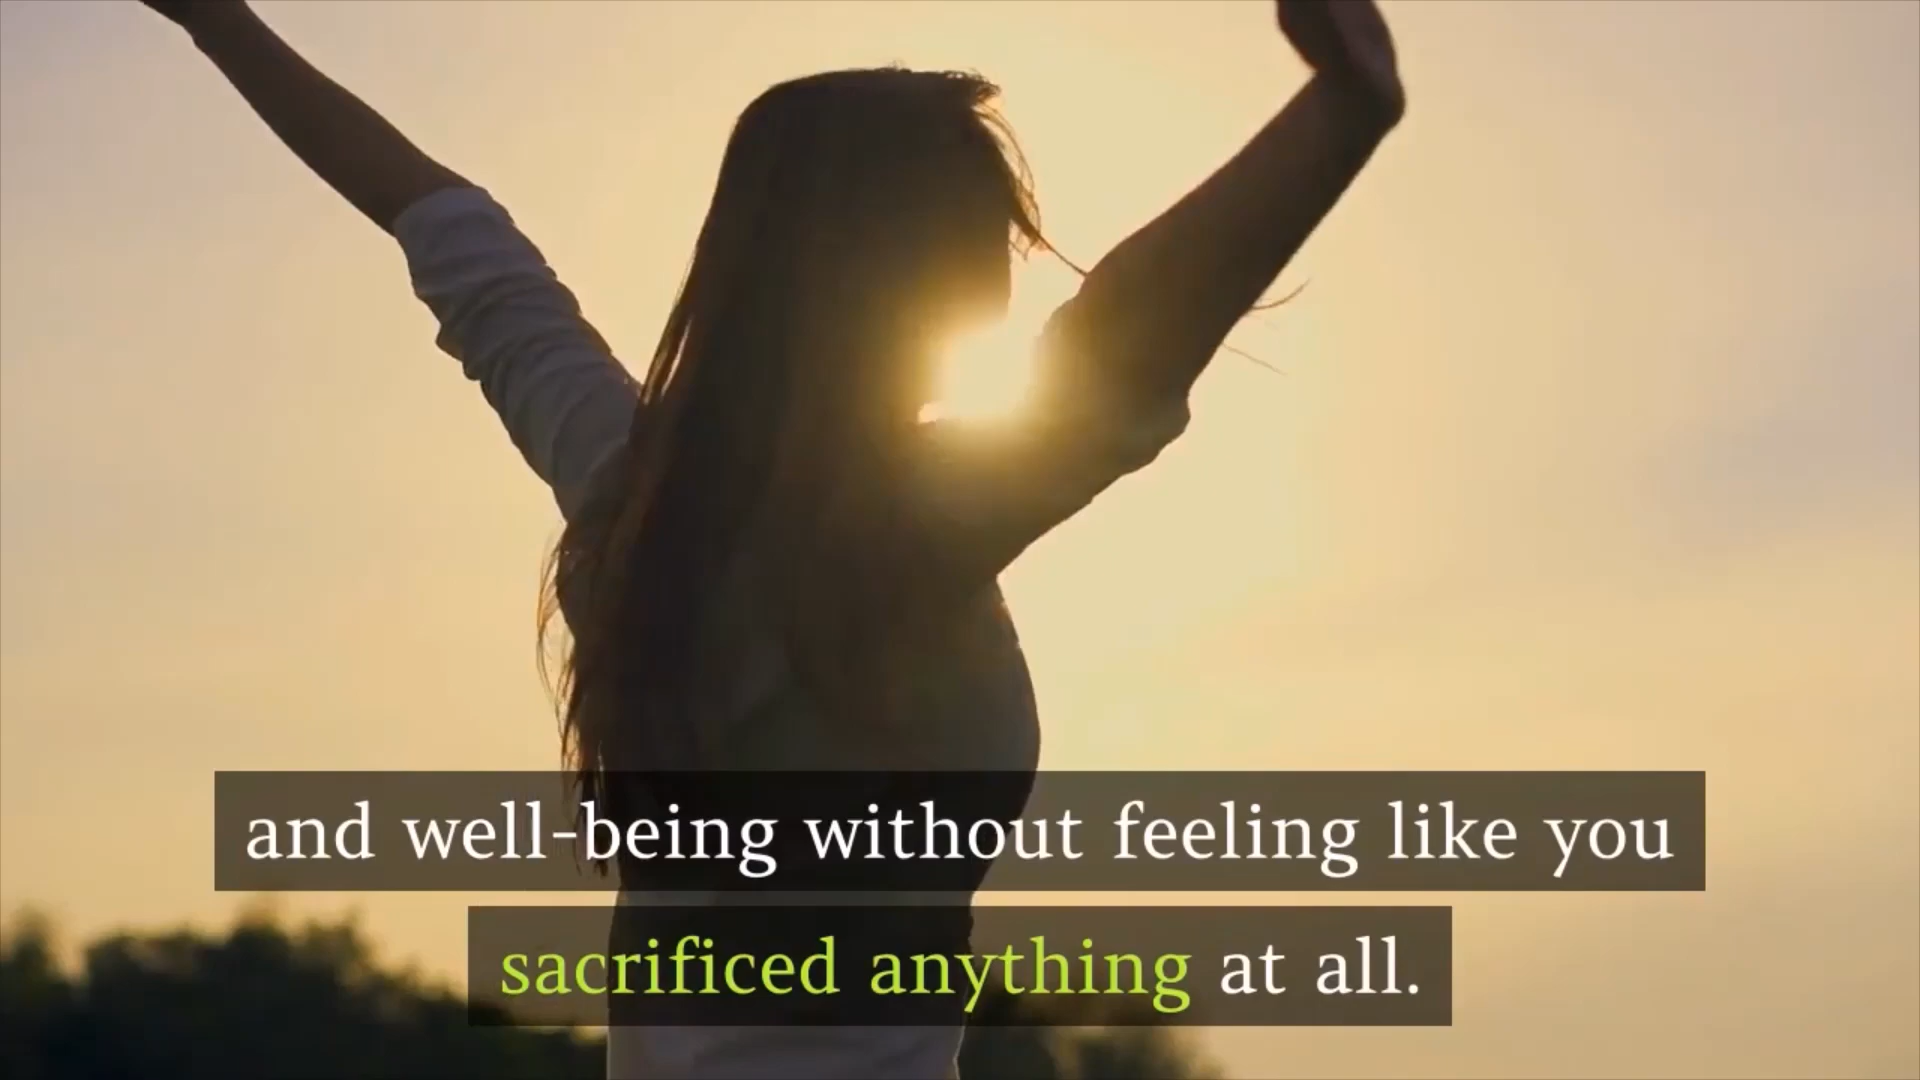 and well-being without feeling like you
sacrificed anything at all.